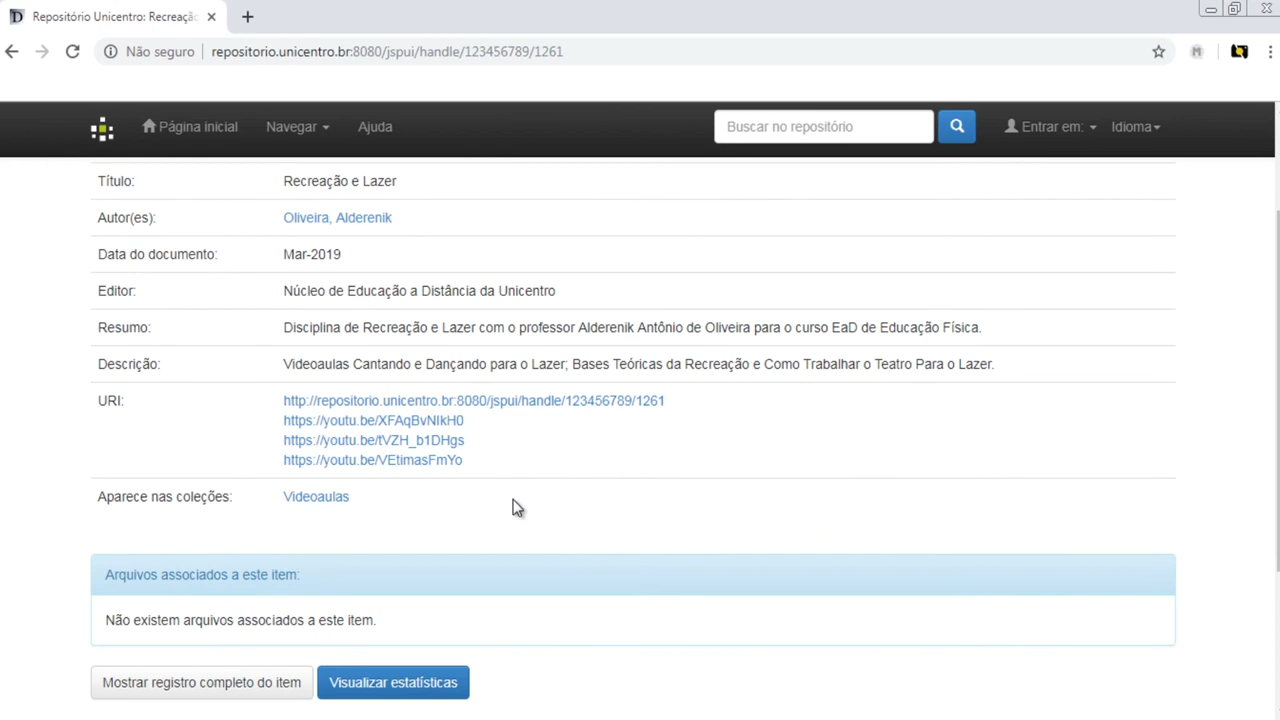 Repositório Unicentro: Recreaçã
Não seguro
repositorio.unicentro.br:8080/jspui/handle/123456789/1261
M
Página inicial
Navegar
Ajuda
Buscar no repositório
Entrar em:
Idioma
Título: Recreação e Lazer
Autor(es): Oliveira, Alderenik
Data do documento: Mar-2019
Editor: Núcleo de Educação a Distância da Unicentro
Resumo: Disciplina de Recreação e Lazer com o professor Alderenik Antônio de Oliveira para o curso EaD de Educação Física.
Descrição: Videoaulas Cantando e Dançando para o Lazer; Bases Teóricas da Recreação e Como Trabalhar o Teatro Para o Lazer.
URI: http://repositorio.unicentro.br:8080/jspui/handle/123456789/1261
https://youtu.be/XFAqBvNIkH0
https://youtu.be/tVZH_b1DHgs
https://youtu.be/VEtimasFmYo
Aparece nas coleções: Videoaulas
Arquivos associados a este item:
Não existem arquivos associados a este item.
Mostrar registro completo do item
Visualizar estatísticas